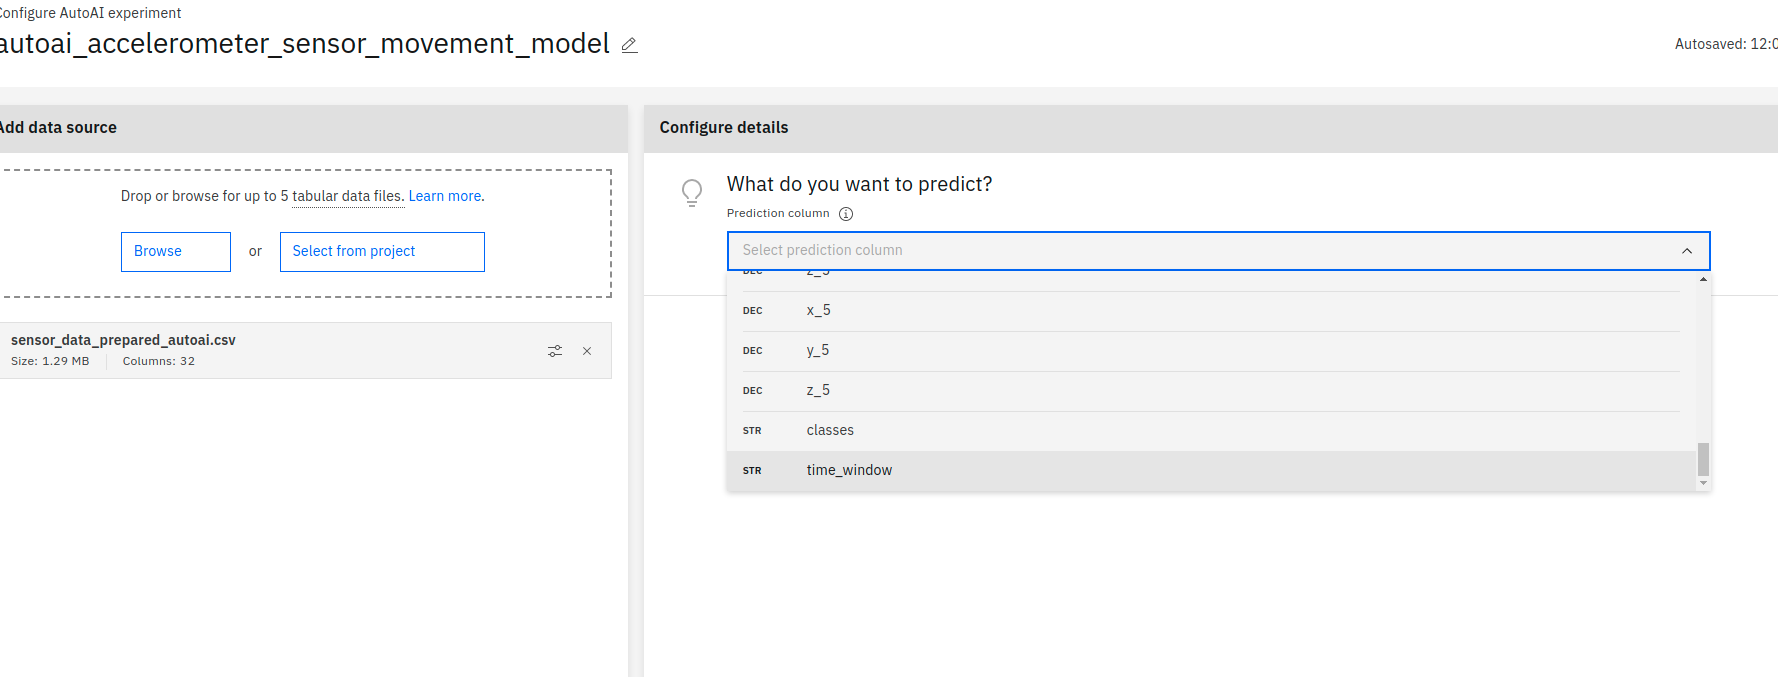 Configure AutoAI experiment
autoai_accelerometer_sensor_movement_model
Autosaved: 12:0
Add data source
Configure details
Drop or browse for up to 5 tabular data files. Learn more.
Browse or Select from project
sensor_data_prepared_autoai.csv
Size: 1.29 MB Columns: 32
What do you want to predict?
Prediction column
Select prediction column
DEC z_5
DEC x_5
DEC y_5
DEC z_5
STR classes
STR time_window